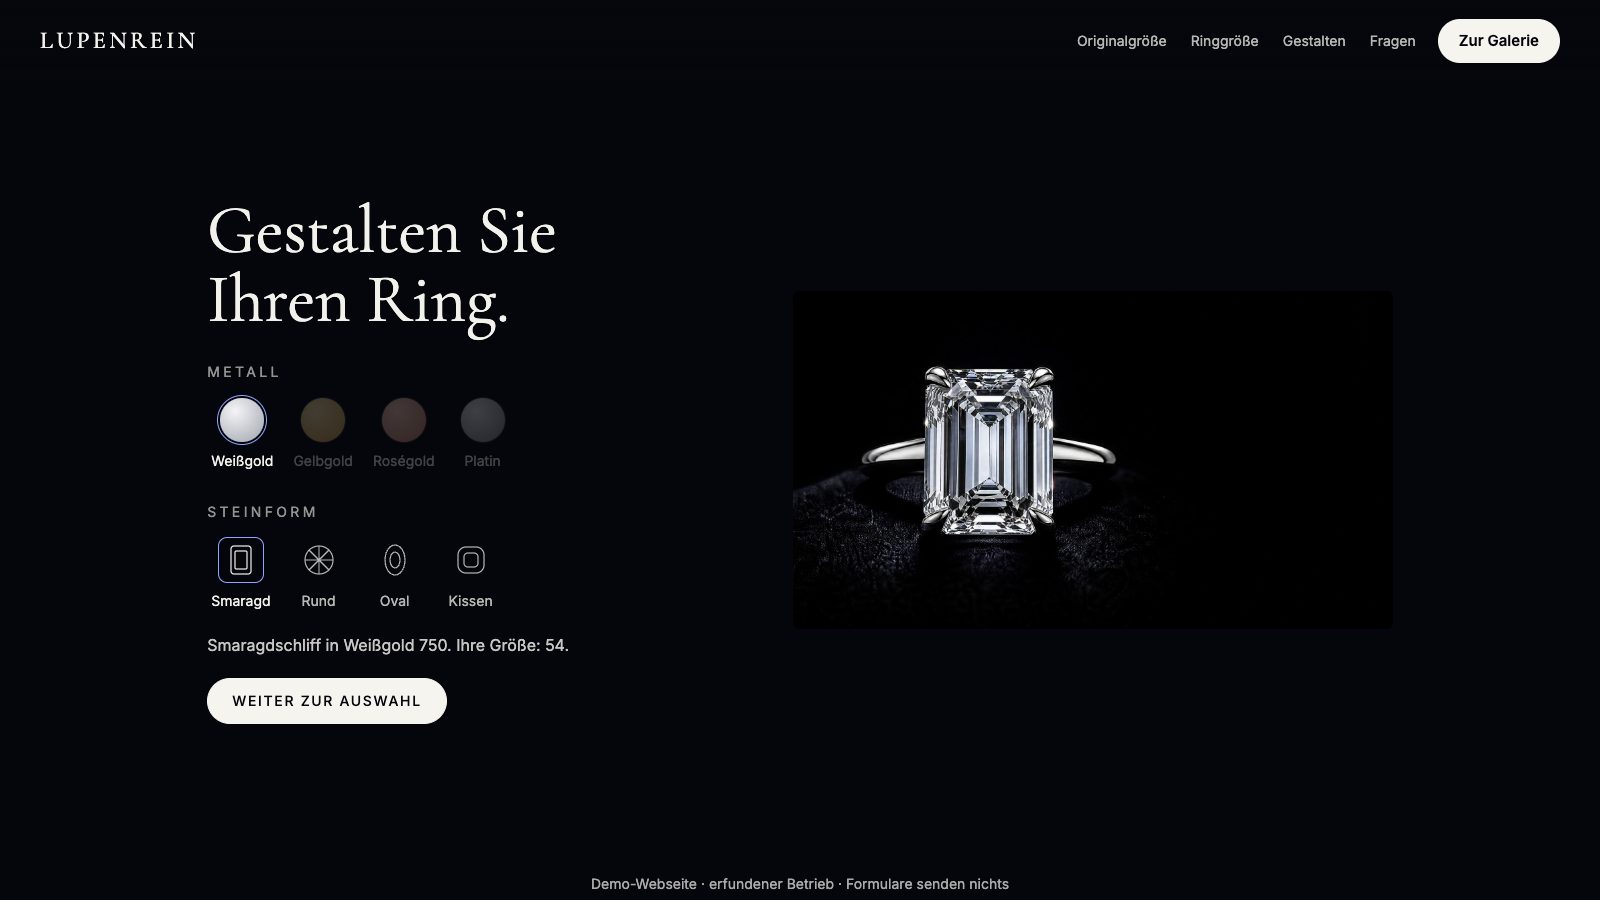 LUPENREIN
Originalgröße
Ringgröße
Gestalten
Fragen
Zur Galerie
Gestalten Sie
Ihren Ring.
METALL
Weißgold
Gelbgold
Roségold
Platin
STEINFORM
Smaragd
Rund
Oval
Kissen
Smaragdschliff in Weißgold 750. Ihre Größe: 54.
WEITER ZUR AUSWAHL
Demo-Webseite · erfundener Betrieb · Formulare senden nichts